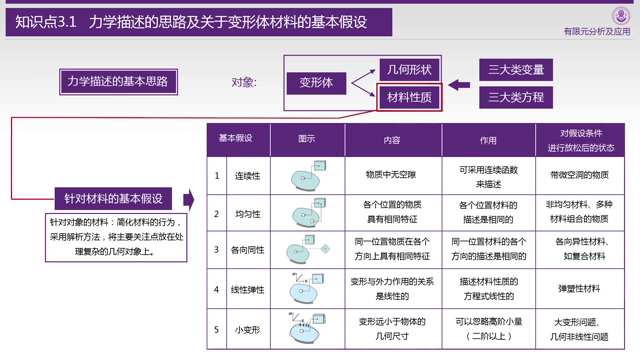 知识点3.1 力学描述的思路及关于变形体材料的基本假设
有限元分析及应用
力学描述的基本思路
对象:
变形体
几何形状
材料性质
三大类变量
三大类方程
针对材料的基本假设
针对对象的材料：简化材料的行为，
采用解析方法，将主要关注点放在处
理复杂的几何对象上。
基本假设 图示 内容 作用 对假设条件
进行放松后的状态
1 连续性 物质中无空隙 可采用连续函数
来描述 带微空洞的物质
2 均匀性 各个位置的物质
具有相同特征 各个位置材料的
描述是相同的 非均匀材料、多种
材料组合的物质
3 各向同性 同一位置物质在各个
方向上具有相同特征 同一位置材料的各个
方向的描述是相同的 各向异性材料、
如复合材料
4 线性弹性 变形与外力作用的关系
是线性的 描述材料性质的
方程式线性的 弹塑性材料
5 小变形 变形远小于物体的
几何尺寸 可以忽略高阶小量
（二阶以上） 大变形问题、
几何非线性问题